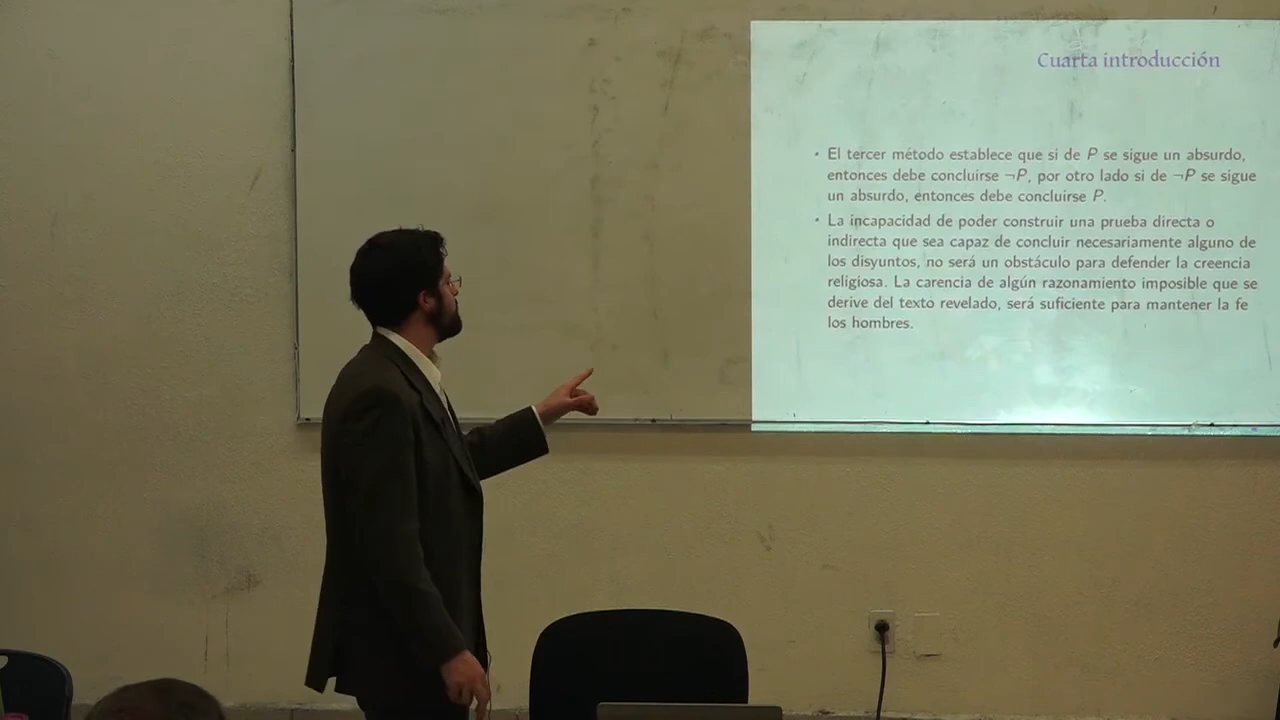 Cuarta introducción
• El tercer método establece que si de P se sigue un absurdo,
entonces debe concluirse ¬P, por otro lado si de ¬P se sigue
un absurdo, entonces debe concluirse P.
• La incapacidad de poder construir una prueba directa o
indirecta que sea capaz de concluir necesariamente alguno de
los disyuntos, no será un obstáculo para defender la creencia
religiosa. La carencia de algún razonamiento imposible que se
derive del texto revelado, será suficiente para mantener la fe
los hombres.